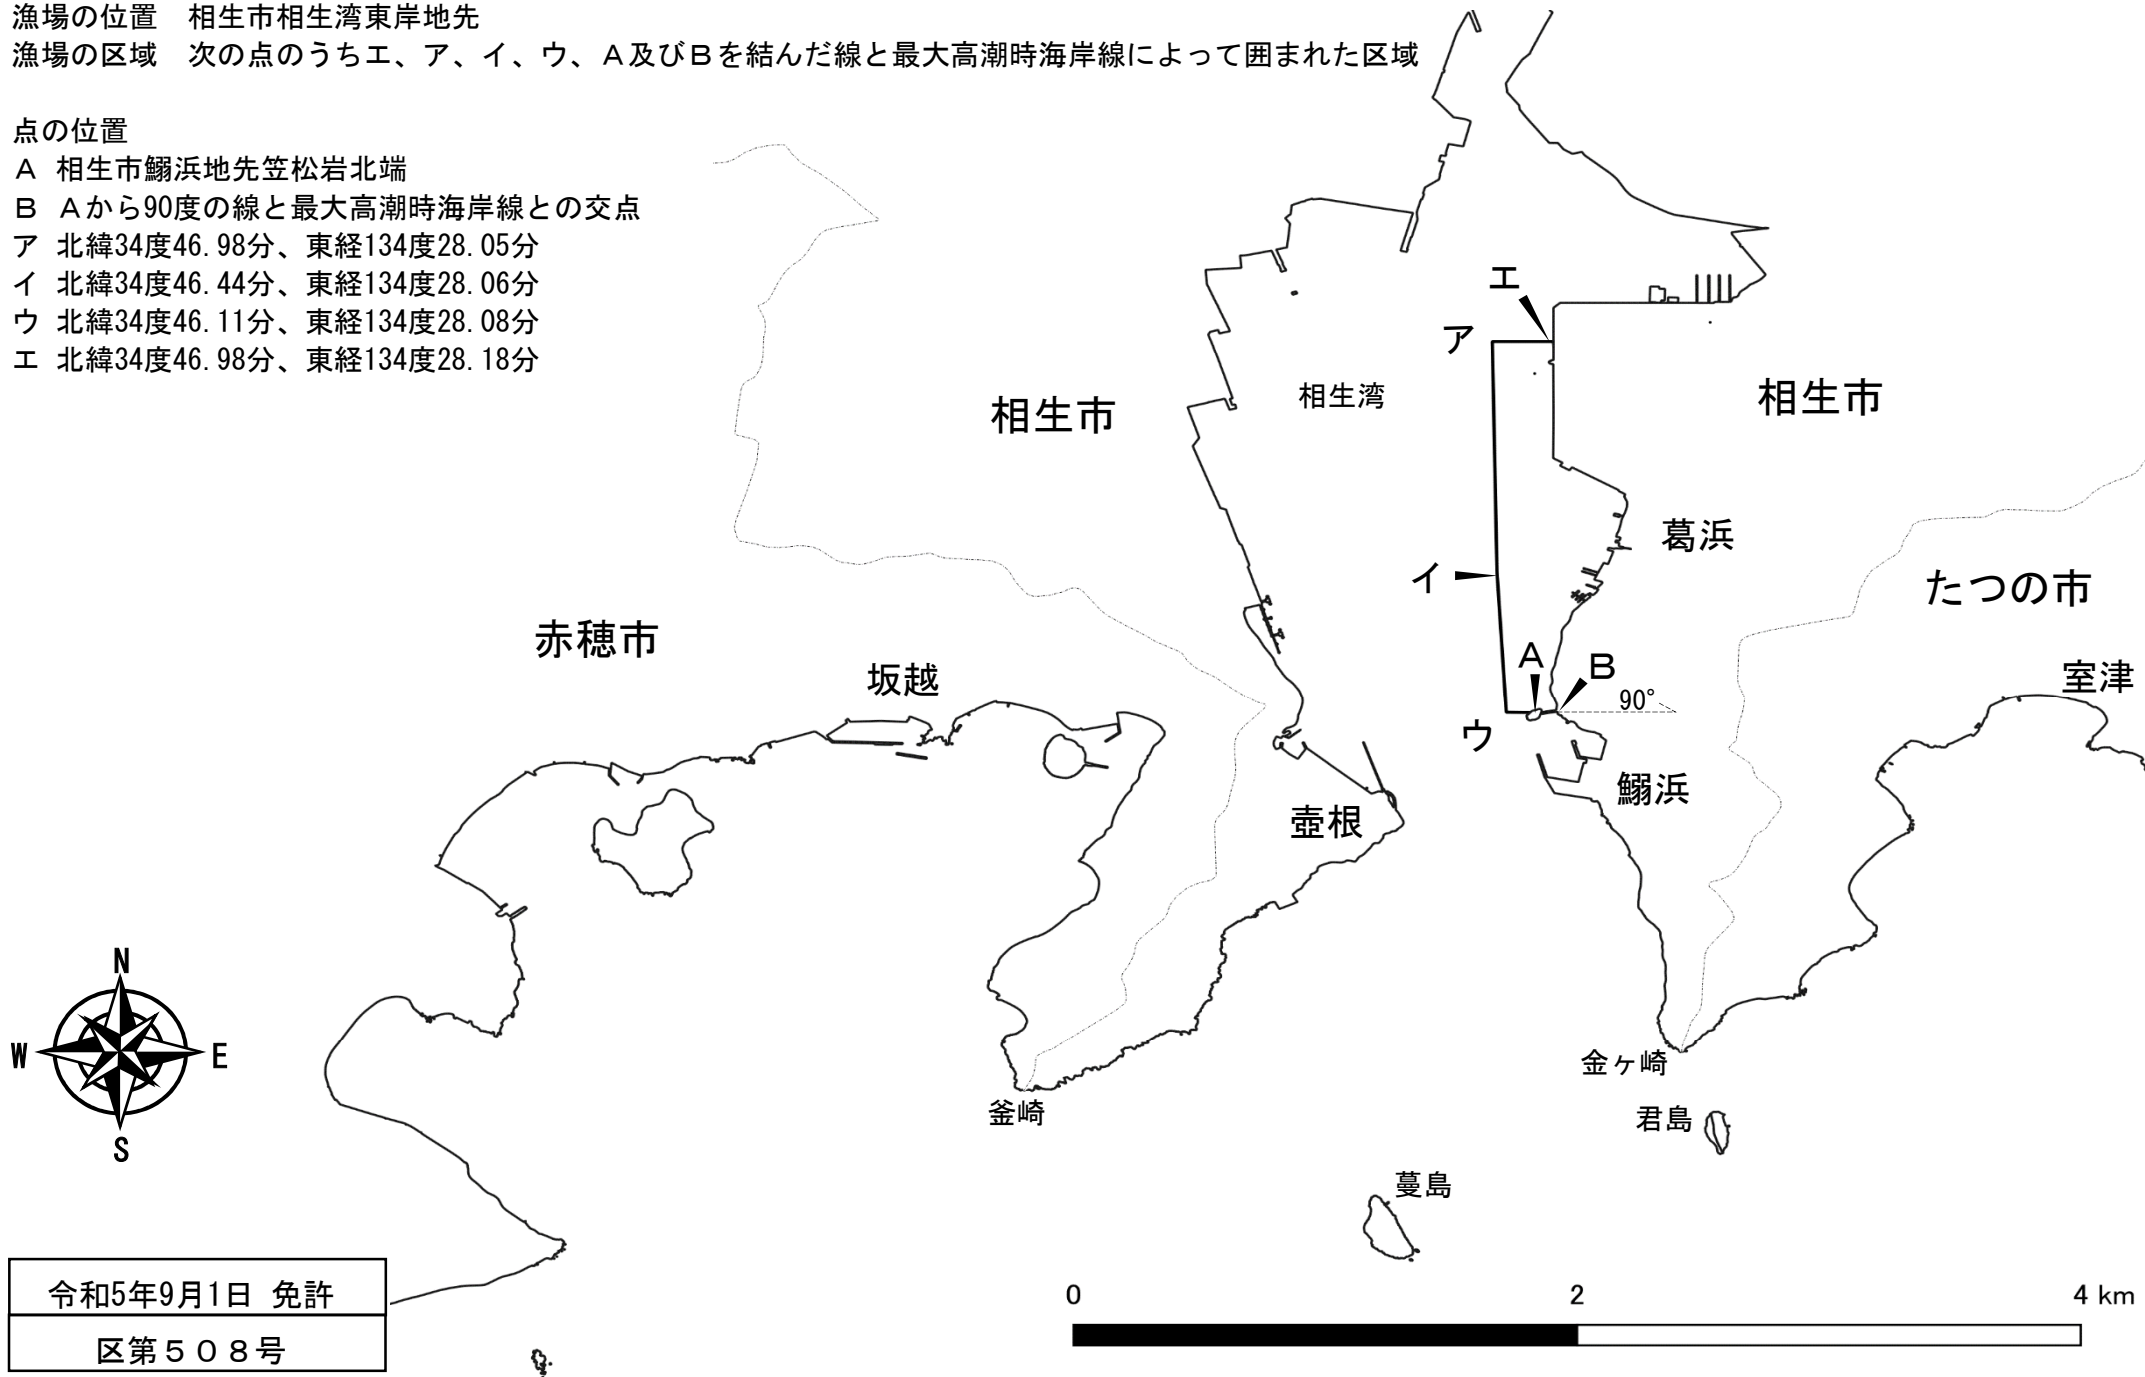 漁場の位置　相生市相生湾東岸地先
漁場の区域　次の点のうちエ、ア、イ、ウ、Ａ及びＢを結んだ線と最大高潮時海岸線によって囲まれた区域
点の位置
Ａ 相生市鰯浜地先笠松岩北端
Ｂ Ａから90度の線と最大高潮時海岸線との交点
ア 北緯34度46.98分、東経134度28.05分
イ 北緯34度46.44分、東経134度28.06分
ウ 北緯34度46.11分、東経134度28.08分
エ 北緯34度46.98分、東経134度28.18分
エ
ア
相生湾
相生市
相生市
葛浜
イ
たつの市
赤穂市
坂越
Ａ
Ｂ
90°
室津
ウ
鰯浜
壺根
N
W
E
S
金ヶ崎
釜崎
君島
蔓島
令和5年9月1日 免許
区第５０８号
0
2
4 km